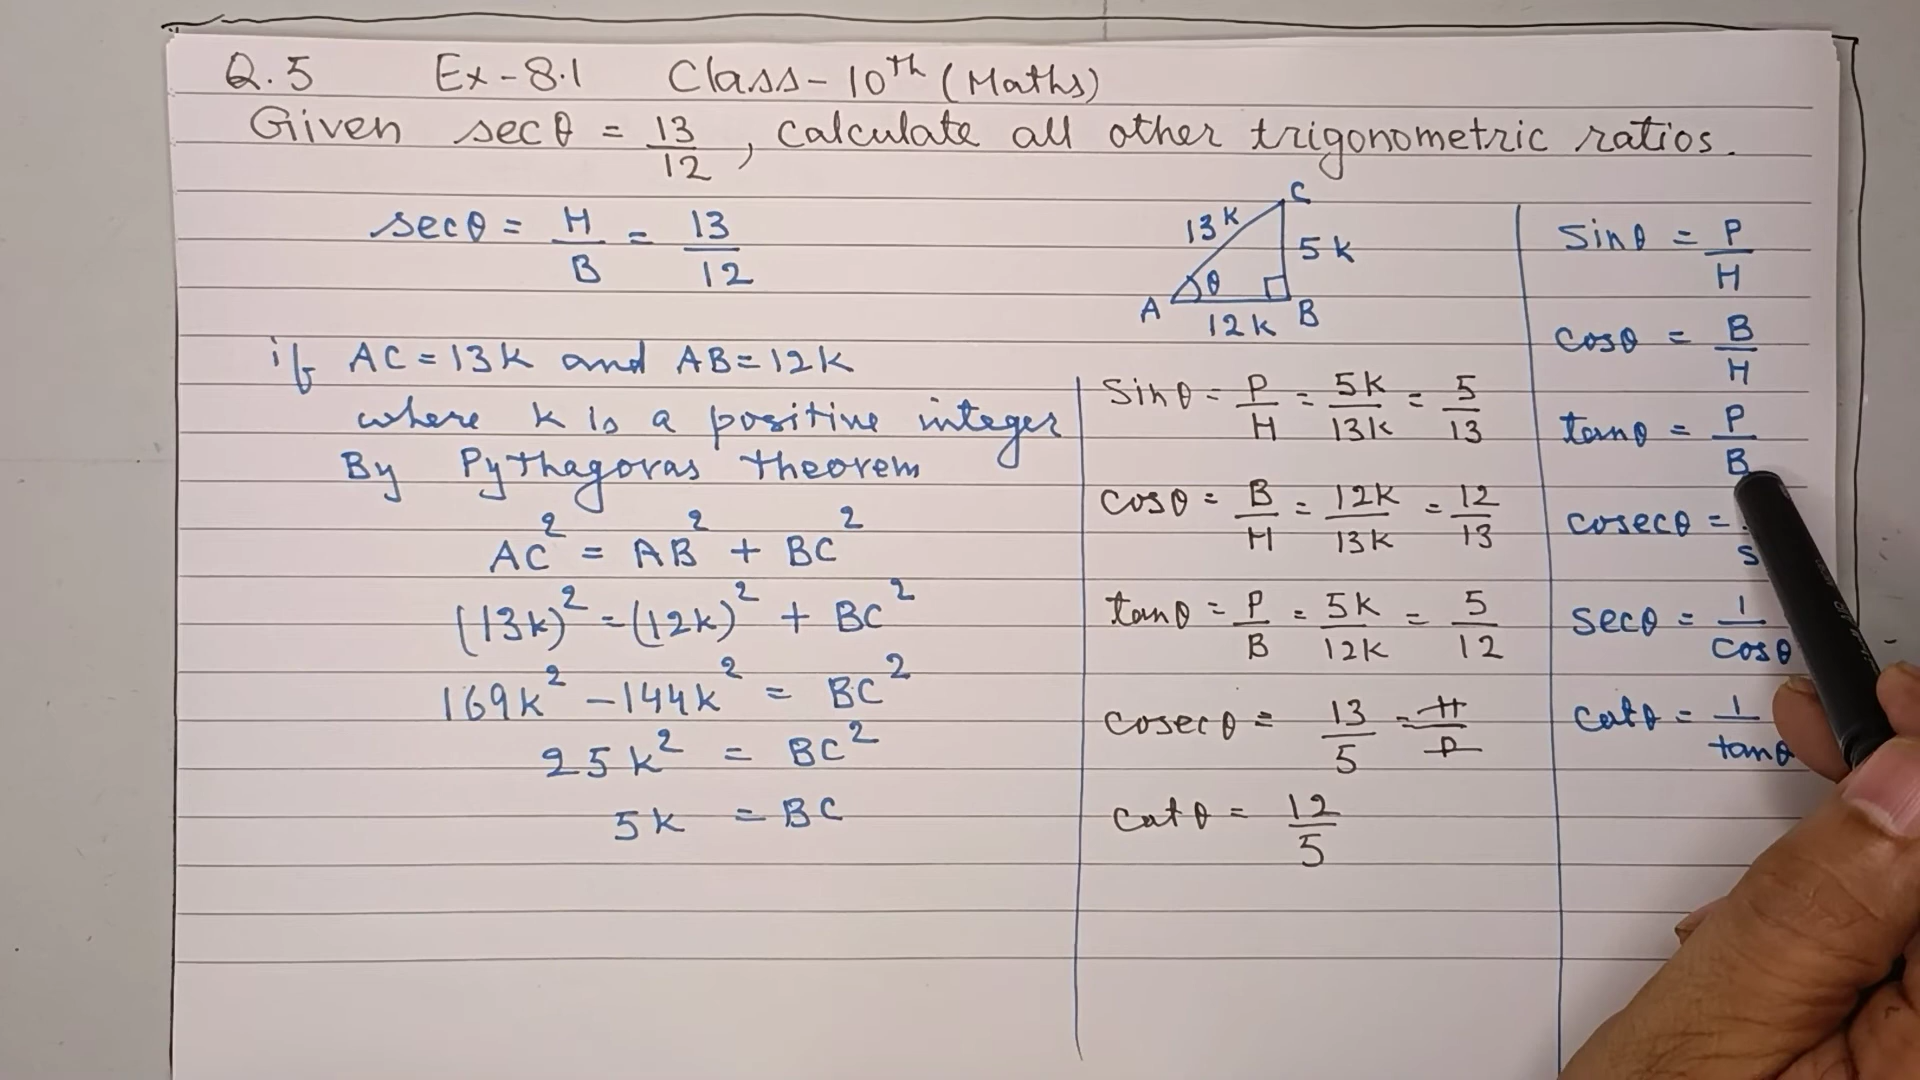 Q.5 Ex-8.1 Class-10th (Maths)
Given secθ = 13/12, calculate all other trigonometric ratios.
secθ = H/B = 13/12
if AC=13k and AB=12k
where k is a positive integer
By Pythagoras theorem
AC² = AB² + BC²
(13k)² = (12k)² + BC²
169k² - 144k² = BC²
25k² = BC²
5k = BC
C
13k
5k
θ
A
12k
B
Sinθ = P/H = 5k/13k = 5/13
cosθ = B/H = 12k/13k = 12/13
tanθ = P/B = 5k/12k = 5/12
cosecθ = 13/5 = H/P
catθ = 12/5
Sinθ = P/H
cosθ = B/H
tanθ = P/B
cosecθ =
secθ = 1/cosθ
catθ = 1/tanθ